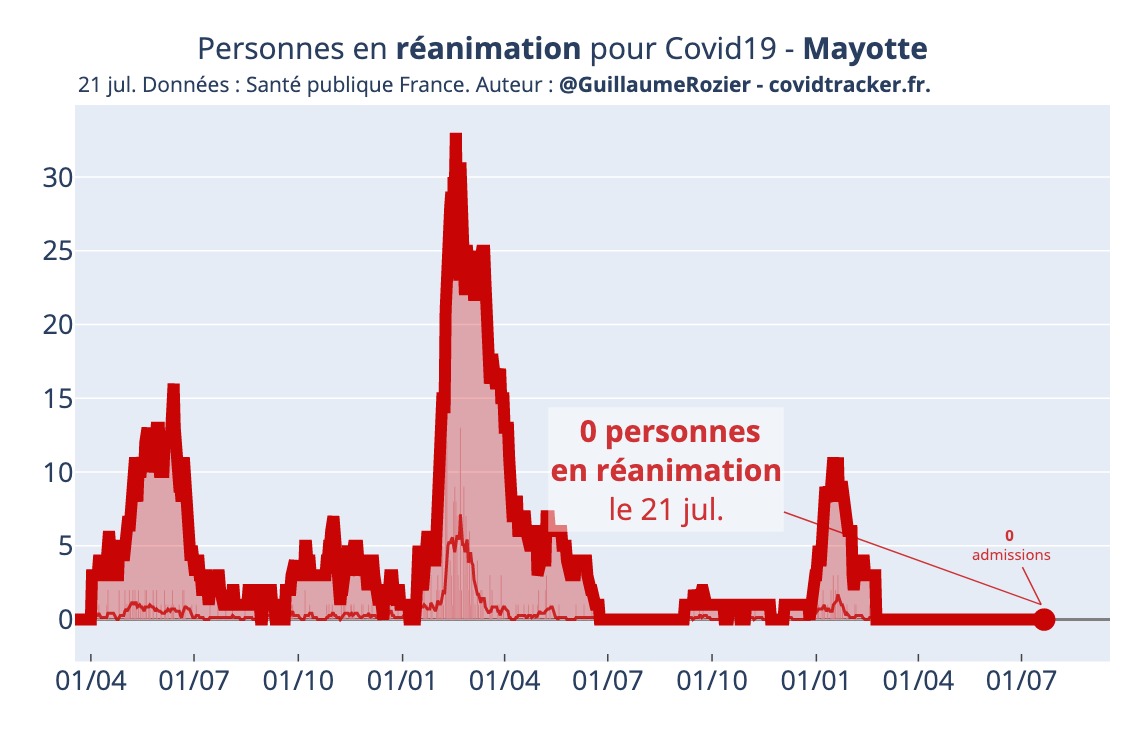 Personnes en réanimation pour Covid19 - Mayotte
21 jul. Données : Santé publique France. Auteur : @GuillaumeRozier - covidtracker.fr.
30
25
20
15
10
5
0
0 personnes
en réanimation
le 21 jul.
0
admissions
01/04 01/07 01/10 01/01 01/04 01/07 01/10 01/01 01/04 01/07